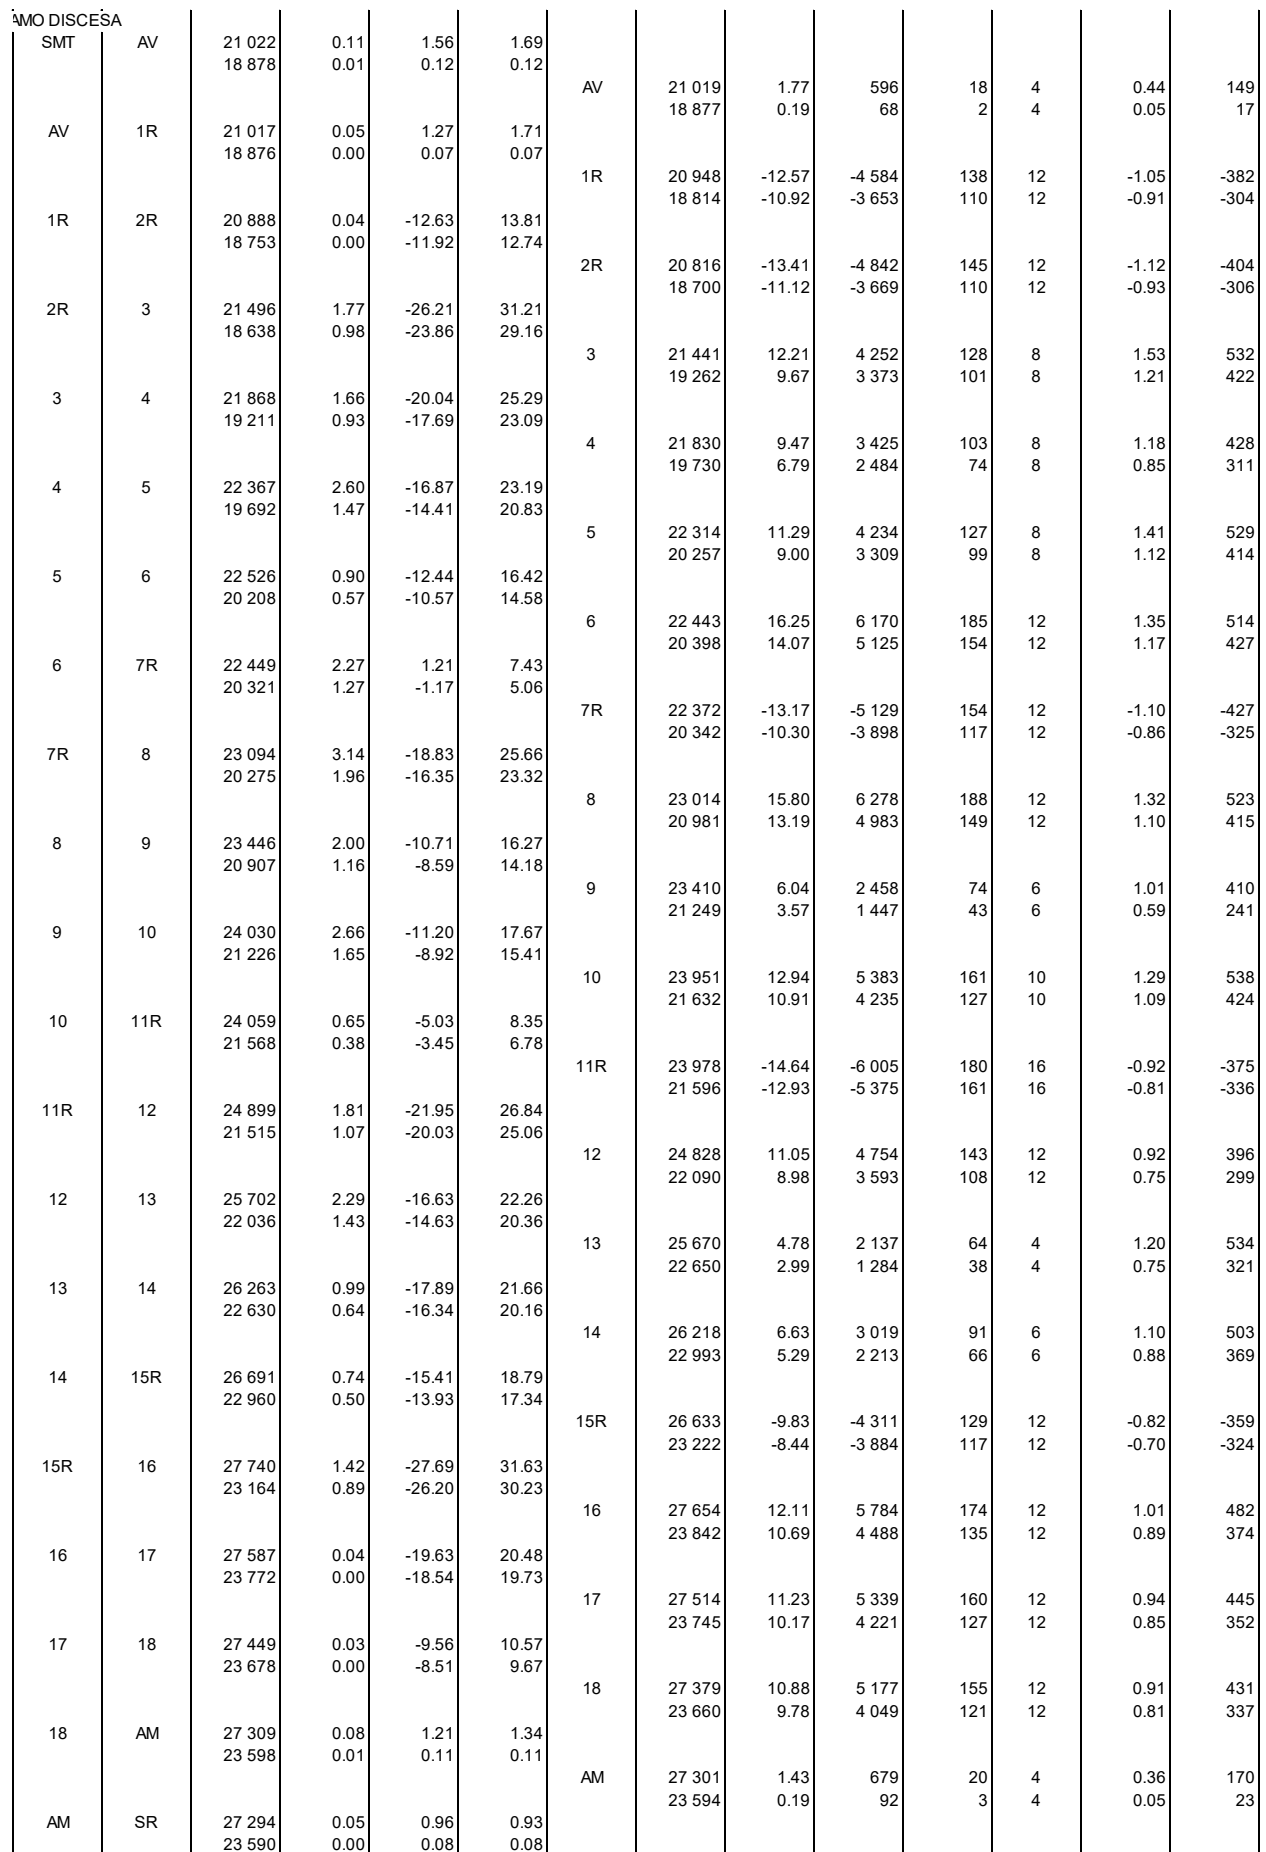 AMO DISCESA
SMT AV 21 022 0.11 1.56 1.69
18 878 0.01 0.12 0.12
AV 21 019 1.77 596 18 4 0.44 149
18 877 0.19 68 2 4 0.05 17
AV 1R 21 017 0.05 1.27 1.71
18 876 0.00 0.07 0.07
1R 20 948 -12.57 -4 584 138 12 -1.05 -382
18 814 -10.92 -3 653 110 12 -0.91 -304
1R 2R 20 888 0.04 -12.63 13.81
18 753 0.00 -11.92 12.74
2R 20 816 -13.41 -4 842 145 12 -1.12 -404
18 700 -11.12 -3 669 110 12 -0.93 -306
2R 3 21 496 1.77 -26.21 31.21
18 638 0.98 -23.86 29.16
3 21 441 12.21 4 252 128 8 1.53 532
19 262 9.67 3 373 101 8 1.21 422
3 4 21 868 1.66 -20.04 25.29
19 211 0.93 -17.69 23.09
4 21 830 9.47 3 425 103 8 1.18 428
19 730 6.79 2 484 74 8 0.85 311
4 5 22 367 2.60 -16.87 23.19
19 692 1.47 -14.41 20.83
5 22 314 11.29 4 234 127 8 1.41 529
20 257 9.00 3 309 99 8 1.12 414
5 6 22 526 0.90 -12.44 16.42
20 208 0.57 -10.57 14.58
6 22 443 16.25 6 170 185 12 1.35 514
20 398 14.07 5 125 154 12 1.17 427
6 7R 22 449 2.27 1.21 7.43
20 321 1.27 -1.17 5.06
7R 22 372 -13.17 -5 129 154 12 -1.10 -427
20 342 -10.30 -3 898 117 12 -0.86 -325
7R 8 23 094 3.14 -18.83 25.66
20 275 1.96 -16.35 23.32
8 23 014 15.80 6 278 188 12 1.32 523
20 981 13.19 4 983 149 12 1.10 415
8 9 23 446 2.00 -10.71 16.27
20 907 1.16 -8.59 14.18
9 23 410 6.04 2 458 74 6 1.01 410
21 249 3.57 1 447 43 6 0.59 241
9 10 24 030 2.66 -11.20 17.67
21 226 1.65 -8.92 15.41
10 23 951 12.94 5 383 161 10 1.29 538
21 632 10.91 4 235 127 10 1.09 424
10 11R 24 059 0.65 -5.03 8.35
21 568 0.38 -3.45 6.78
11R 23 978 -14.64 -6 005 180 16 -0.92 -375
21 596 -12.93 -5 375 161 16 -0.81 -336
11R 12 24 899 1.81 -21.95 26.84
21 515 1.07 -20.03 25.06
12 24 828 11.05 4 754 143 12 0.92 396
22 090 8.98 3 593 108 12 0.75 299
12 13 25 702 2.29 -16.63 22.26
22 036 1.43 -14.63 20.36
13 25 670 4.78 2 137 64 4 1.20 534
22 650 2.99 1 284 38 4 0.75 321
13 14 26 263 0.99 -17.89 21.66
22 630 0.64 -16.34 20.16
14 26 218 6.63 3 019 91 6 1.10 503
22 993 5.29 2 213 66 6 0.88 369
14 15R 26 691 0.74 -15.41 18.79
22 960 0.50 -13.93 17.34
15R 26 633 -9.83 -4 311 129 12 -0.82 -359
23 222 -8.44 -3 884 117 12 -0.70 -324
15R 16 27 740 1.42 -27.69 31.63
23 164 0.89 -26.20 30.23
16 27 654 12.11 5 784 174 12 1.01 482
23 842 10.69 4 488 135 12 0.89 374
16 17 27 587 0.04 -19.63 20.48
23 772 0.00 -18.54 19.73
17 27 514 11.23 5 339 160 12 0.94 445
23 745 10.17 4 221 127 12 0.85 352
17 18 27 449 0.03 -9.56 10.57
23 678 0.00 -8.51 9.67
18 27 379 10.88 5 177 155 12 0.91 431
23 660 9.78 4 049 121 12 0.81 337
18 AM 27 309 0.08 1.21 1.34
23 598 0.01 0.11 0.11
AM 27 301 1.43 679 20 4 0.36 170
23 594 0.19 92 3 4 0.05 23
AM SR 27 294 0.05 0.96 0.93
23 590 0.00 0.08 0.08